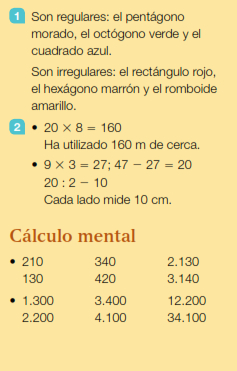 1 Son regulares: el pentágono
morado, el octógono verde y el
cuadrado azul.
Son irregulares: el rectángulo rojo,
el hexágono marrón y el romboide
amarillo.
2 • 20 × 8 = 160
Ha utilizado 160 m de cerca.
• 9 × 3 = 27; 47 − 27 = 20
20 : 2 − 10
Cada lado mide 10 cm.
Cálculo mental
• 210 340 2.130
130 420 3.140
• 1.300 3.400 12.200
2.200 4.100 34.100